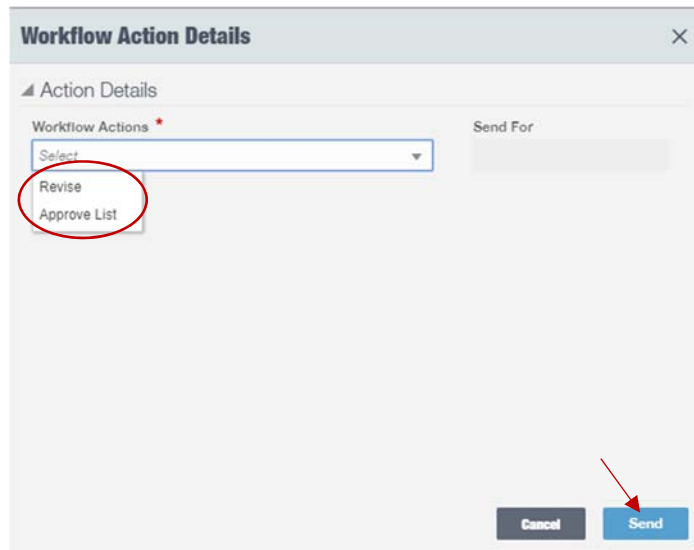 Workflow Action Details
Action Details
Workflow Actions * Send For
Select
Revise
Approve List
Cancel Send